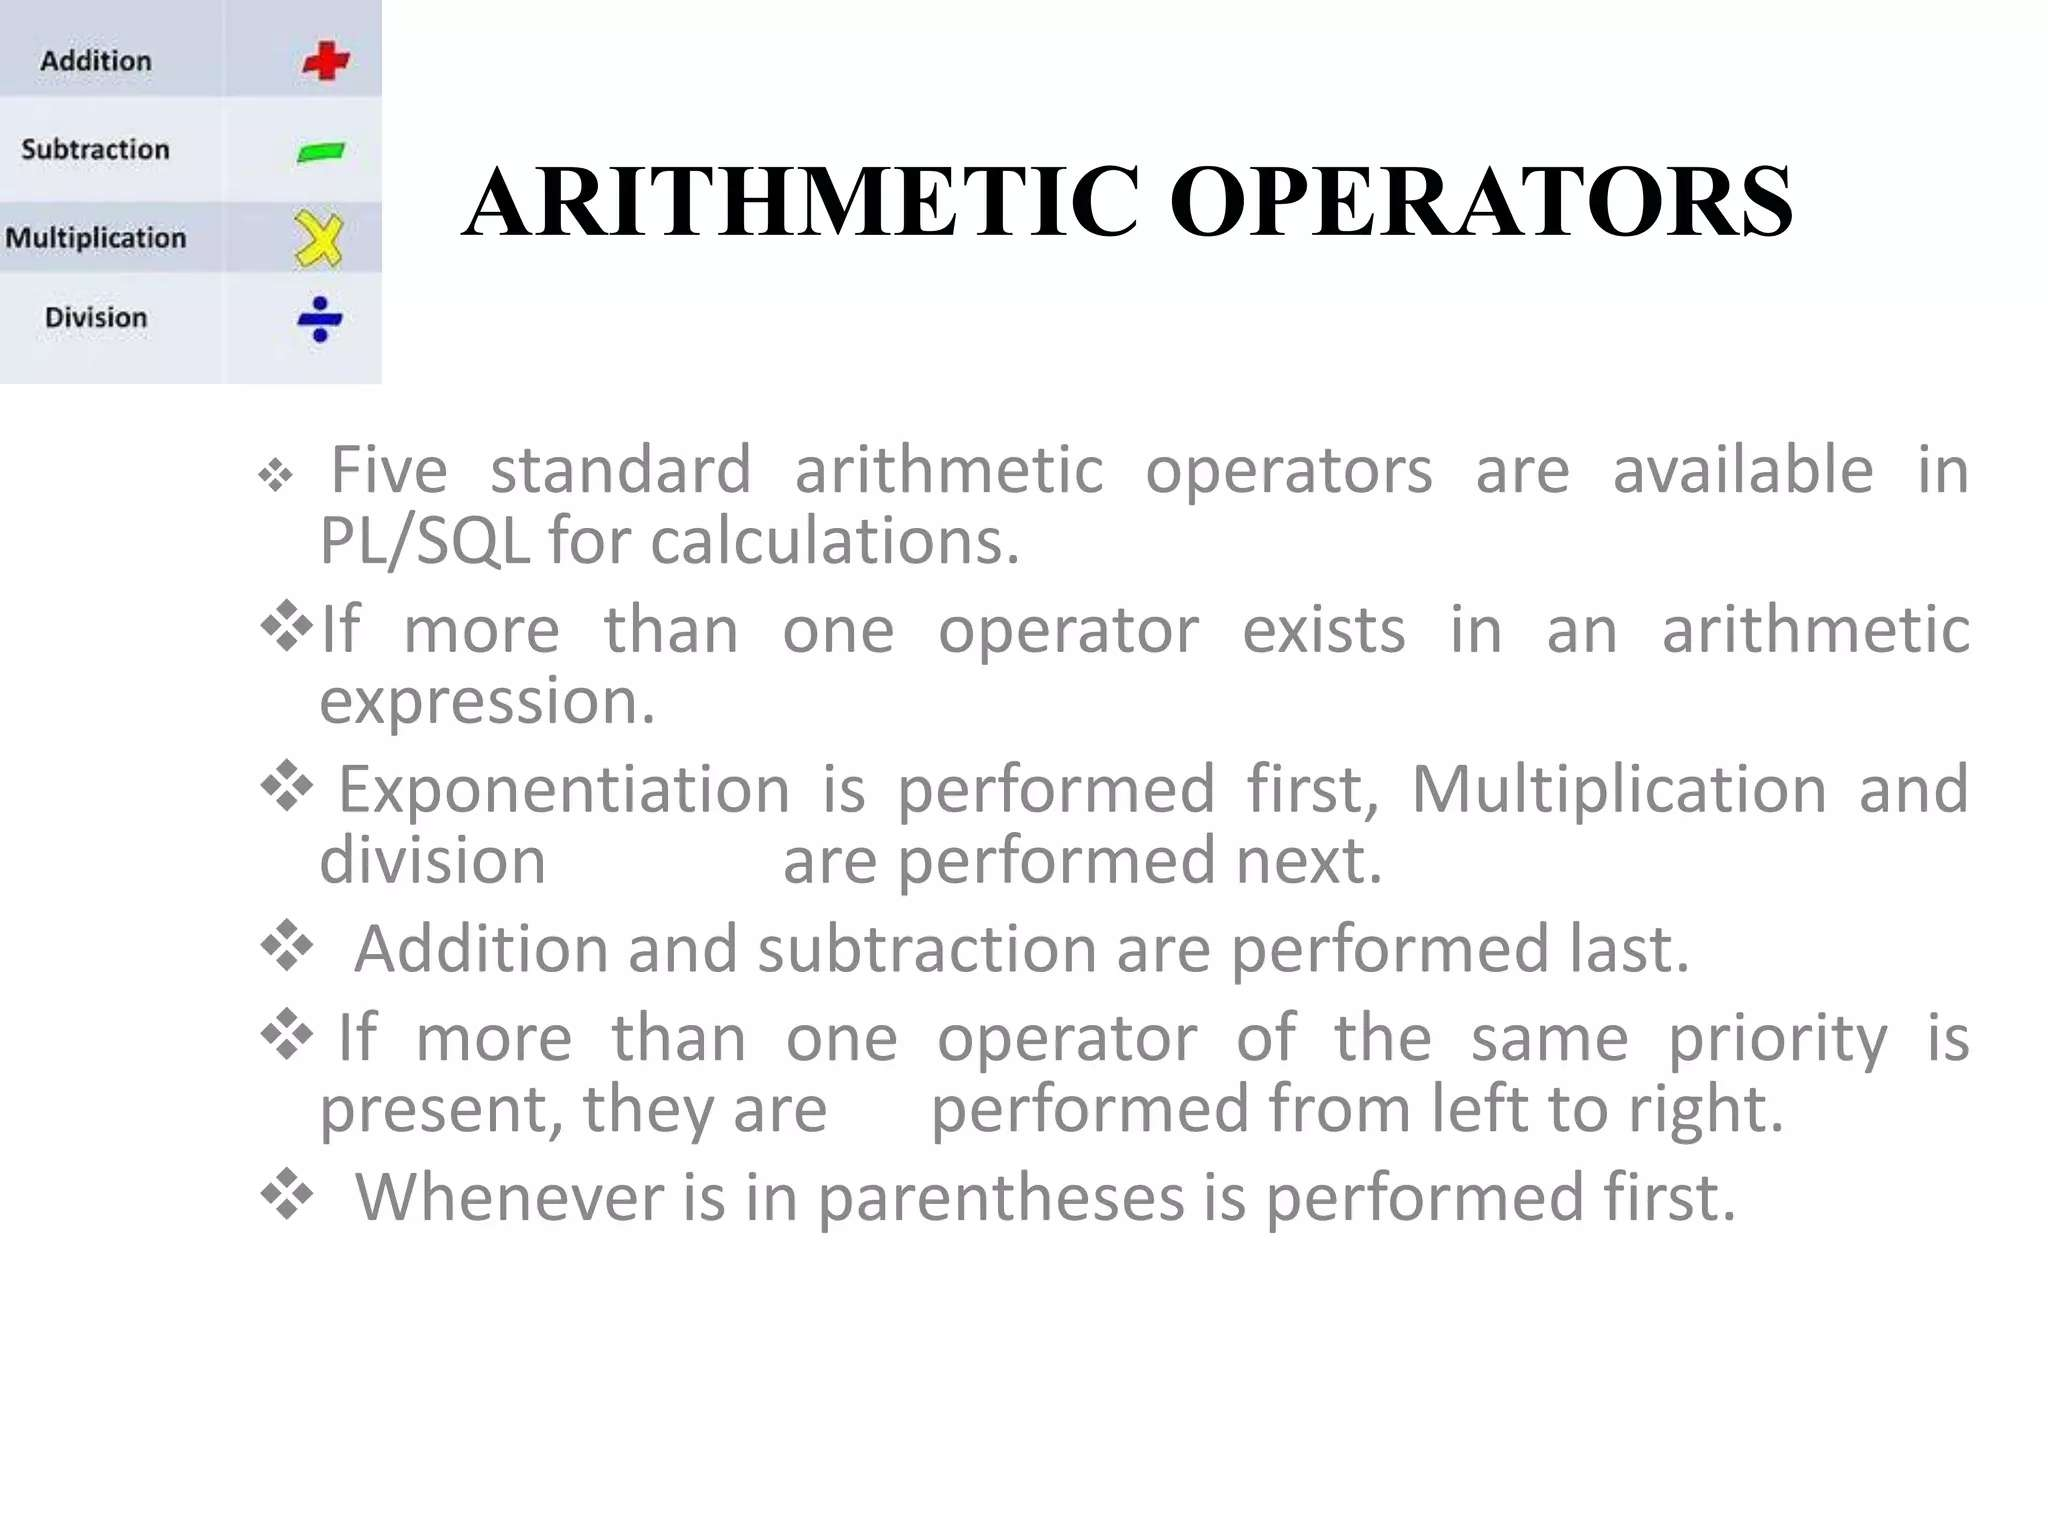 Addition +
Subtraction −
Multiplication ×
Division ÷
ARITHMETIC OPERATORS
❖ Five standard arithmetic operators are available in
PL/SQL for calculations.
❖If more than one operator exists in an arithmetic
expression.
❖ Exponentiation is performed first, Multiplication and
division are performed next.
❖ Addition and subtraction are performed last.
❖ If more than one operator of the same priority is
present, they are performed from left to right.
❖ Whenever is in parentheses is performed first.